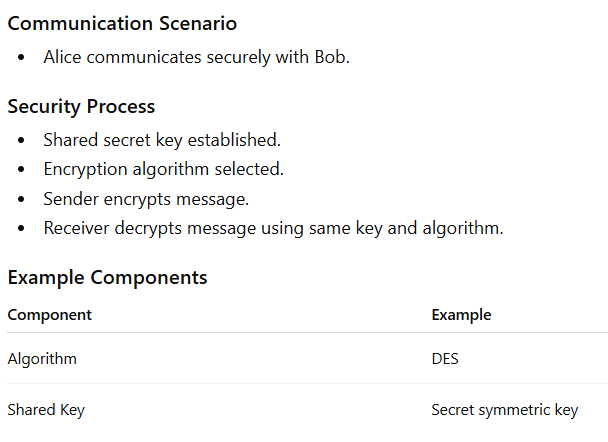 Communication Scenario
• Alice communicates securely with Bob.
Security Process
• Shared secret key established.
• Encryption algorithm selected.
• Sender encrypts message.
• Receiver decrypts message using same key and algorithm.
Example Components
Component Example
Algorithm DES
Shared Key Secret symmetric key